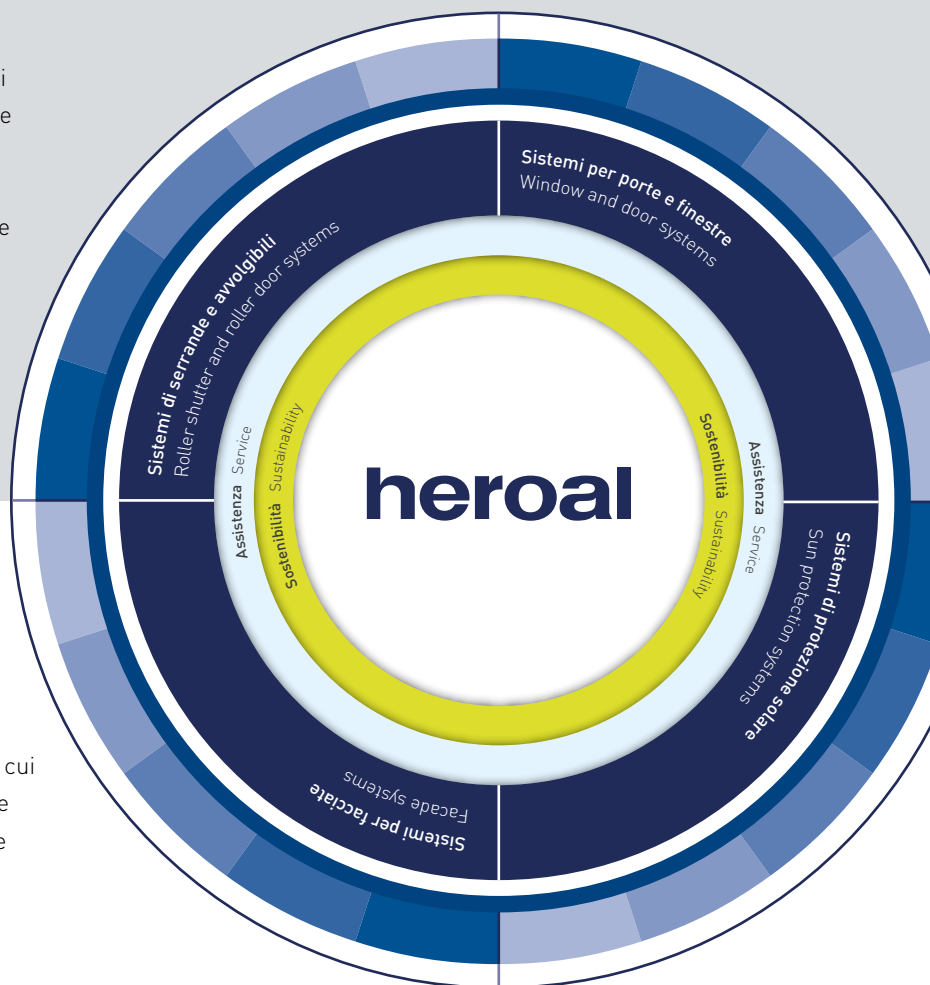 i
e
e
Sistemi per porte e finestre
Window and door systems
Sistemi di serrande e avvolgibili
Roller shutter and roller door systems
Assistenza Service
Sostenibilità Sustainability
heroal
Sostenibilità Sustainability
Assistenza Service
Sistemi di protezione solare
Sun protection systems
Sistemi per facciate
Facade systems
cui
e
e